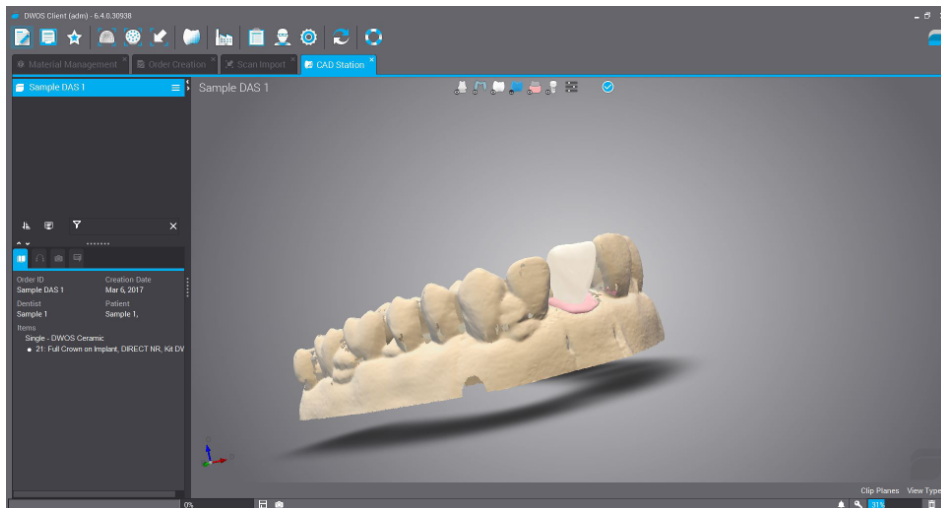 DWOS Client (adm) - 6.4.0.30938
Material Management
Order Creation
Scan Import
CAD Station
Sample DAS 1
Sample DAS 1
Order ID Creation Date
Sample DAS 1 Mar 6, 2017
Dentist Patient
Sample 1 Sample 1,
Items
Single - DWOS Ceramic
21: Full Crown on Implant, DIRECT NR, Kit DW
Clip Planes View Type
0%
31%